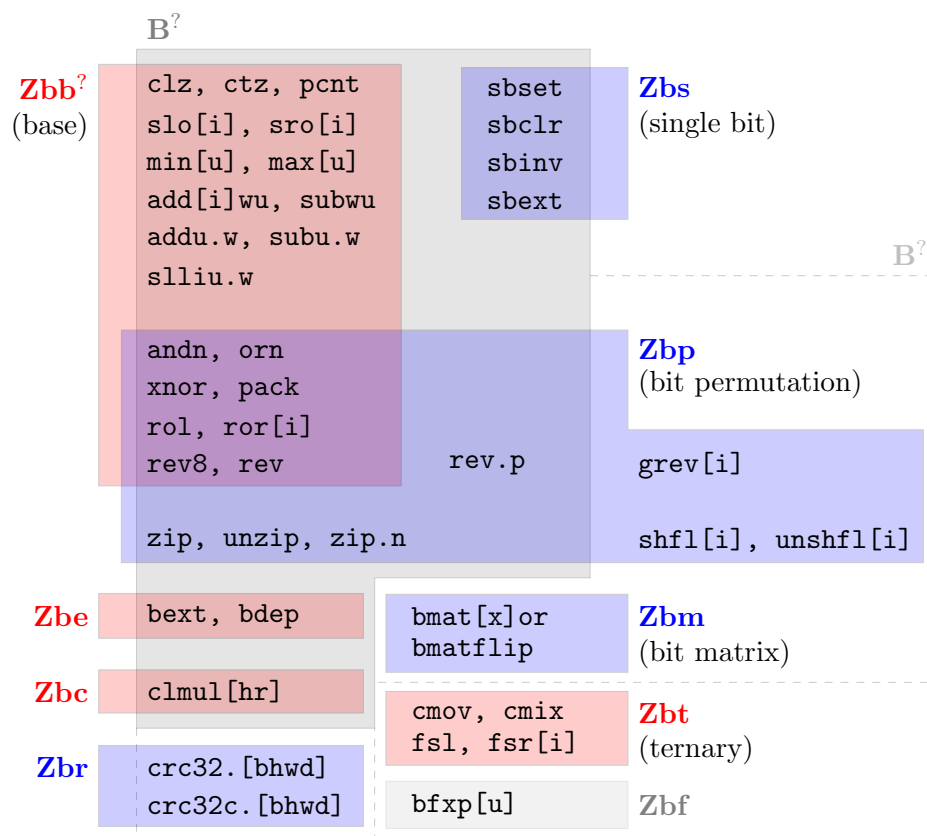 B?
Zbb?
(base)
clz, ctz, pcnt
slo[i], sro[i]
min[u], max[u]
add[i]wu, subwu
addu.w, subu.w
slliu.w
sbset
sbclr
sbinv
sbext
Zbs
(single bit)
B?
andn, orn
xnor, pack
rol, ror[i]
rev8, rev
rev.p
Zbp
(bit permutation)
grev[i]
zip, unzip, zip.n
shfl[i], unshfl[i]
Zbe
bext, bdep
bmat[x]or
bmatflip
Zbm
(bit matrix)
Zbc
clmul[hr]
cmov, cmix
fsl, fsr[i]
Zbt
(ternary)
Zbr
crc32.[bhwd]
crc32c.[bhwd]
bfxp[u]
Zbf